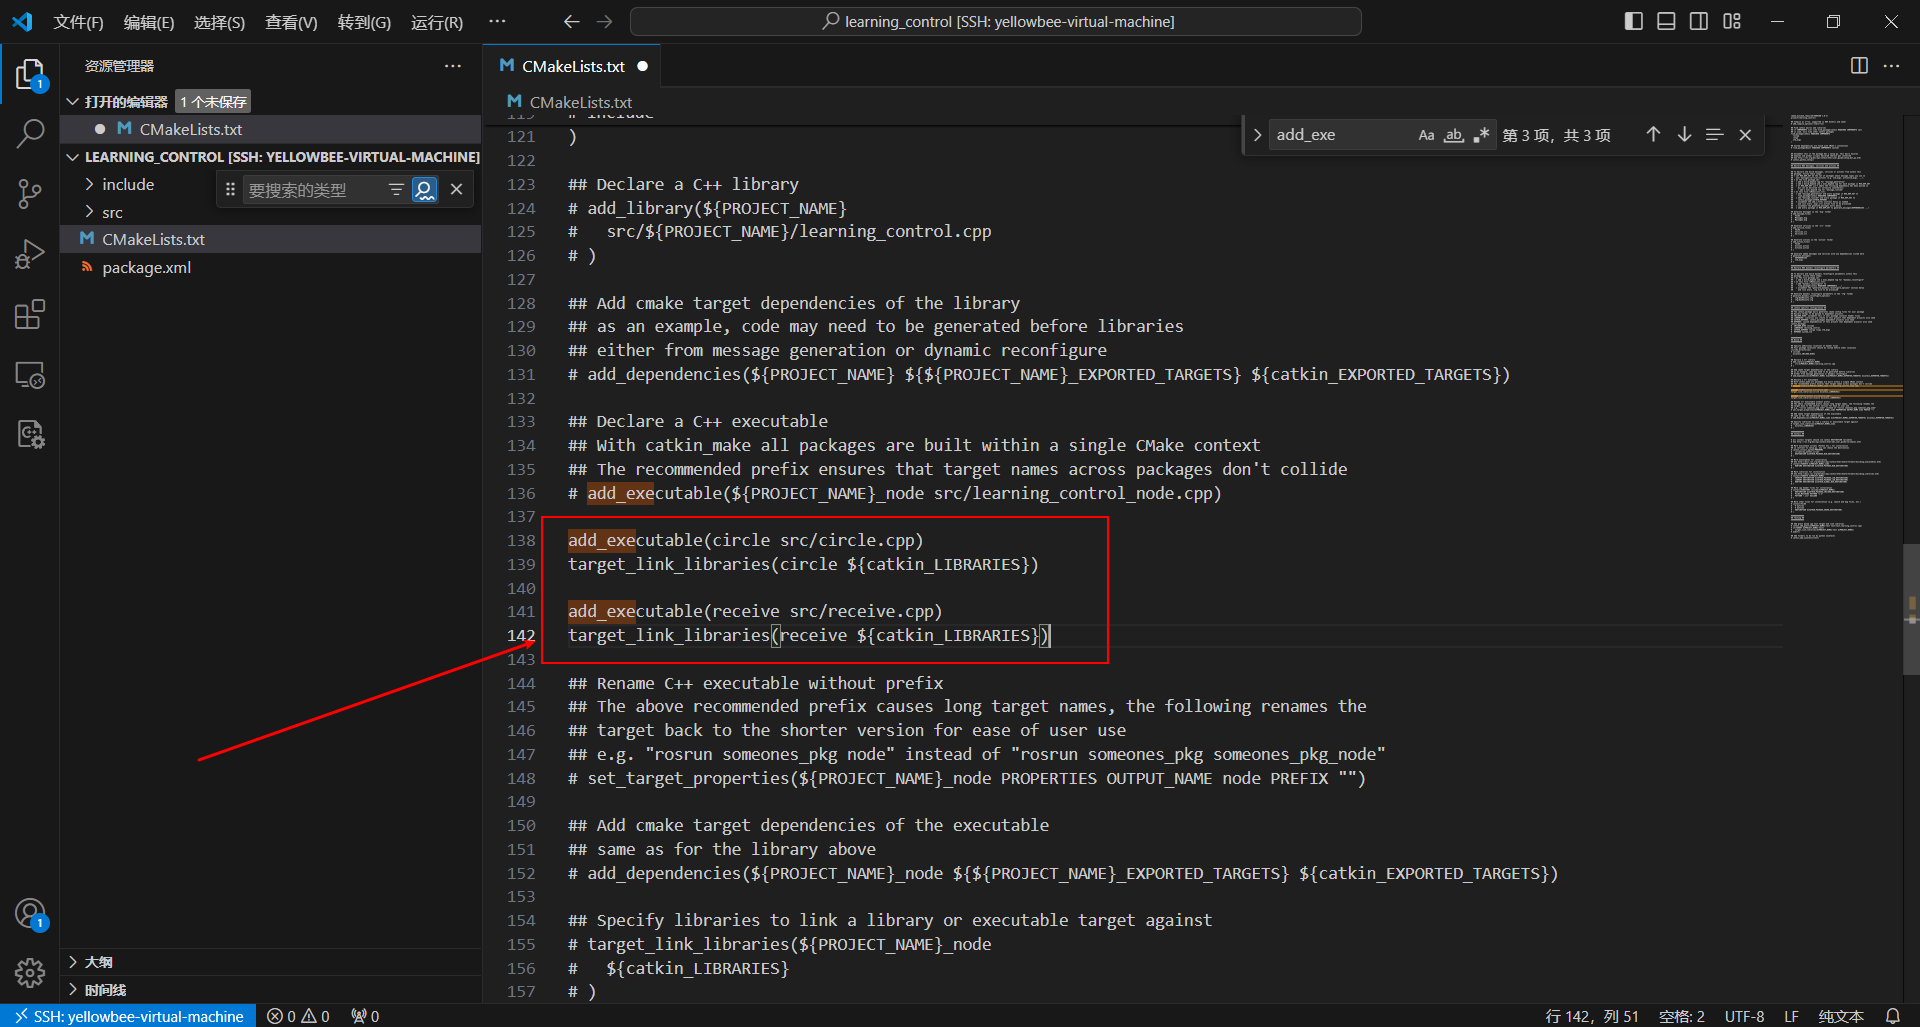 文件(F) 编辑(E) 选择(S) 查看(V) 转到(G) 运行(R) ··· learning_control [SSH: yellowbee-virtual-machine]
资源管理器 ···
打开的编辑器 1 个未保存
CMakeLists.txt
LEARNING_CONTROL [SSH: YELLOWBEE-VIRTUAL-MACHINE]
include
要搜索的类型
src
CMakeLists.txt
package.xml
大纲
时间线
1
1
CMakeLists.txt
CMakeLists.txt
add_exe Aa ab 第 3 项，共 3 项
# include
121 )
122
123 ## Declare a C++ library
124 # add_library(${PROJECT_NAME}
125 #   src/${PROJECT_NAME}/learning_control.cpp
126 # )
127
128 ## Add cmake target dependencies of the library
129 ## as an example, code may need to be generated before libraries
130 ## either from message generation or dynamic reconfigure
131 # add_dependencies(${PROJECT_NAME} ${${PROJECT_NAME}_EXPORTED_TARGETS} ${catkin_EXPORTED_TARGETS})
132
133 ## Declare a C++ executable
134 ## With catkin_make all packages are built within a single CMake context
135 ## The recommended prefix ensures that target names across packages don't collide
136 # add_executable(${PROJECT_NAME}_node src/learning_control_node.cpp)
137
138 add_executable(circle src/circle.cpp)
139 target_link_libraries(circle ${catkin_LIBRARIES})
140
141 add_executable(receive src/receive.cpp)
142 target_link_libraries(receive ${catkin_LIBRARIES})
143
144 ## Rename C++ executable without prefix
145 ## The above recommended prefix causes long target names, the following renames the
146 ## target back to the shorter version for ease of user use
147 ## e.g. "rosrun someones_pkg node" instead of "rosrun someones_pkg someones_pkg_node"
148 # set_target_properties(${PROJECT_NAME}_node PROPERTIES OUTPUT_NAME node PREFIX "")
149
150 ## Add cmake target dependencies of the executable
151 ## same as for the library above
152 # add_dependencies(${PROJECT_NAME}_node ${${PROJECT_NAME}_EXPORTED_TARGETS} ${catkin_EXPORTED_TARGETS})
153
154 ## Specify libraries to link a library or executable target against
155 # target_link_libraries(${PROJECT_NAME}_node
156 #   ${catkin_LIBRARIES}
157 # )
SSH: yellowbee-virtual-machine 0 0 0 行 142，列 51 空格: 2 UTF-8 LF 纯文本